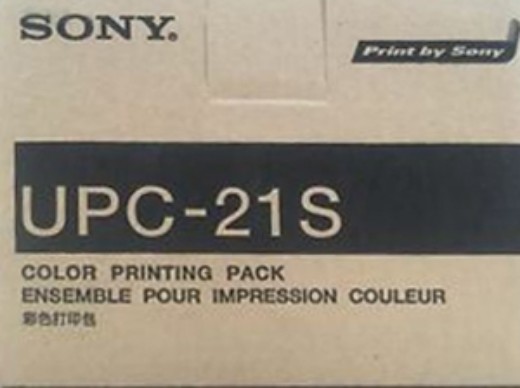 SONY®
Print by Sony
UPC-21S
COLOR PRINTING PACK
ENSEMBLE POUR IMPRESSION COULEUR
彩色打印包